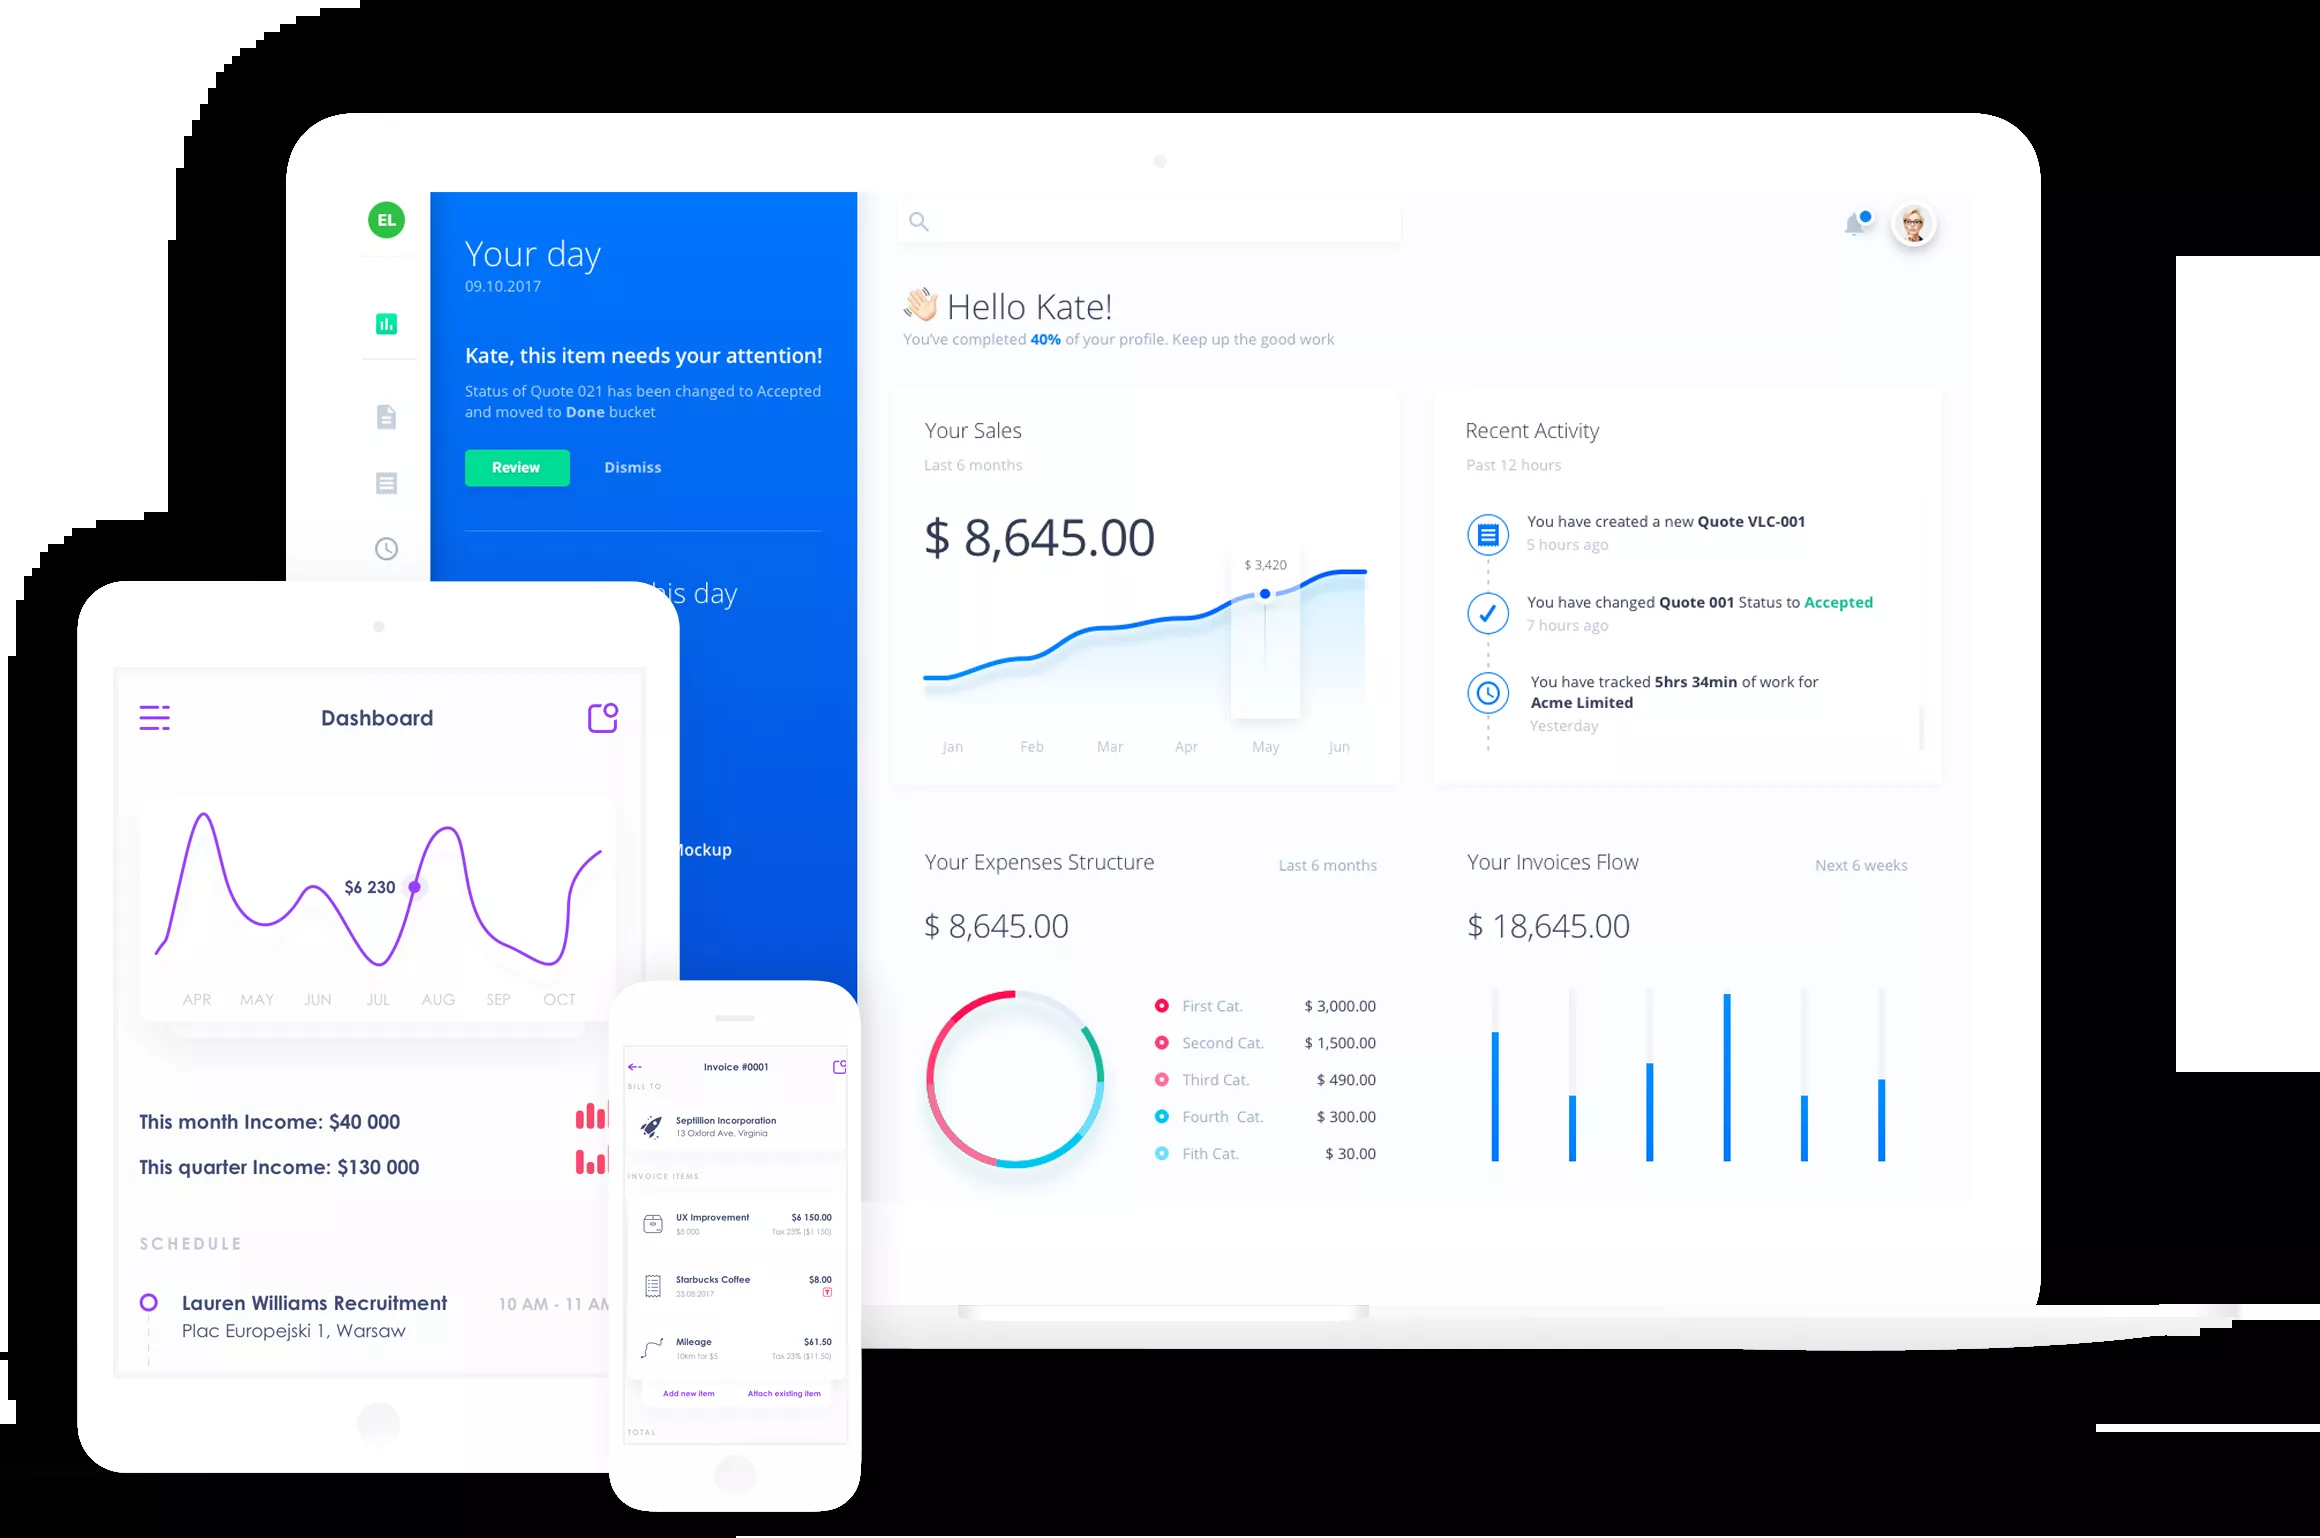 EL
Your day
09.10.2017
Kate, this item needs your attention!
Status of Quote 021 has been changed to Accepted
and moved to Done bucket
Review
Dismiss
his day
Mockup
👋🏻 Hello Kate!
You've completed 40% of your profile. Keep up the good work
Your Sales
Last 6 months
$ 8,645.00
$ 3,420
Jan Feb Mar Apr May Jun
Recent Activity
Past 12 hours
You have created a new Quote VLC-001
5 hours ago
You have changed Quote 001 Status to Accepted
7 hours ago
You have tracked 5hrs 34min of work for
Acme Limited
Yesterday
Your Expenses Structure
Last 6 months
$ 8,645.00
First Cat. $ 3,000.00
Second Cat. $ 1,500.00
Third Cat. $ 490.00
Fourth Cat. $ 300.00
Fith Cat. $ 30.00
Your Invoices Flow
Next 6 weeks
$ 18,645.00
Dashboard
$6 230
APR MAY JUN JUL AUG SEP OCT
This month Income: $40 000
This quarter Income: $130 000
SCHEDULE
Lauren Williams Recruitment 10 AM - 11 AM
Plac Europejski 1, Warsaw
Invoice #0001
BILL TO
Septillion Incorporation
13 Oxford Ave, Virginia
INVOICE ITEMS
UX Improvement $6 150.00
$5 000 Tax 23% ($1 150)
Starbucks Coffee $8.00
23.08.2017
Mileage $61.50
10km for $5 Tax 23% ($11.50)
Add new item Attach existing item
TOTAL